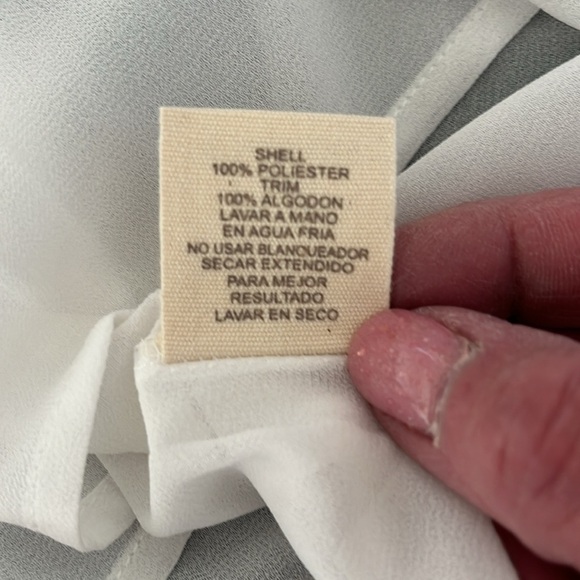 SHELL
100% POLIESTER
TRIM
100% ALGODON
LAVAR A MANO
EN AGUA FRIA
NO USAR BLANQUEADOR
SECAR EXTENDIDO
PARA MEJOR
RESULTADO
LAVAR EN SECO